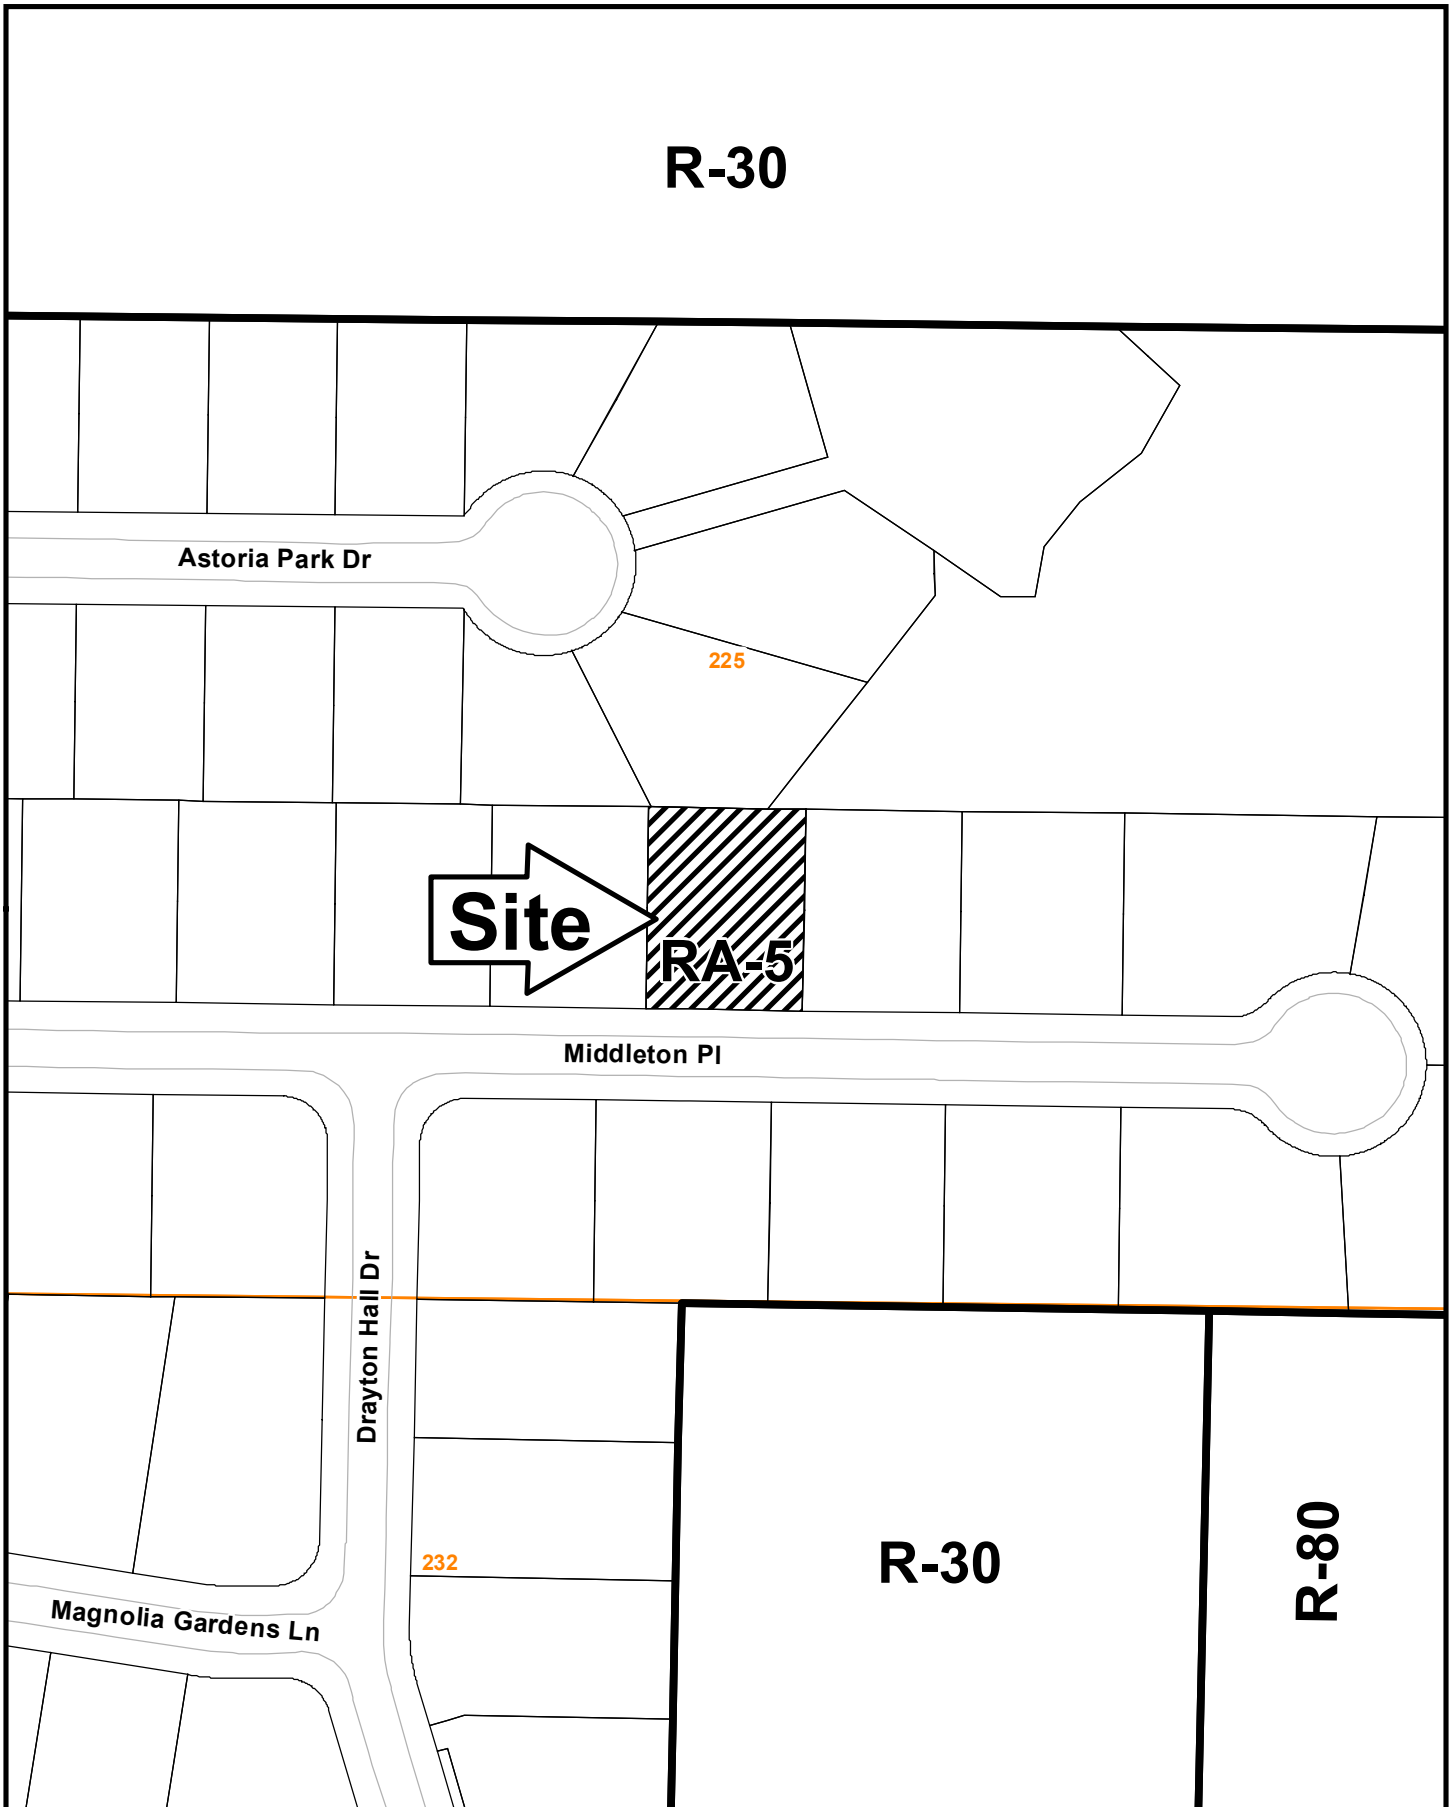 R-30
Astoria Park Dr
225
Site
RA-5
Middleton Pl
Drayton Hall Dr
232
R-30
R-80
Magnolia Gardens Ln